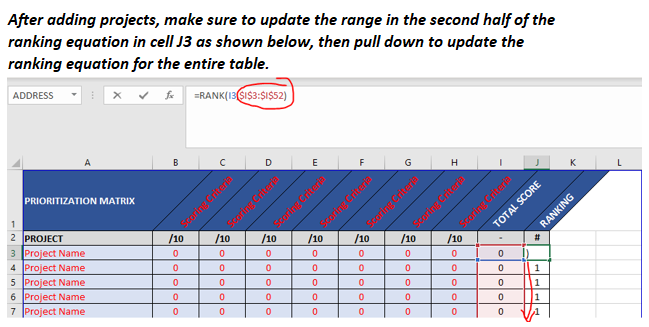 After adding projects, make sure to update the range in the second half of the
ranking equation in cell J3 as shown below, then pull down to update the
ranking equation for the entire table.
ADDRESS fx =RANK(I3,$I$3:$I$52)
A B C D E F G H I J K L
1 PRIORITIZATION MATRIX Scoring Criteria Scoring Criteria Scoring Criteria Scoring Criteria Scoring Criteria Scoring Criteria Scoring Criteria TOTAL SCORE RANKING
2 PROJECT /10 /10 /10 /10 /10 /10 /10 - #
3 Project Name 0 0 0 0 0 0 0 0 )
4 Project Name 0 0 0 0 0 0 0 0 1
5 Project Name 0 0 0 0 0 0 0 0 1
6 Project Name 0 0 0 0 0 0 0 0 1
7 Project Name 0 0 0 0 0 0 0 0 1